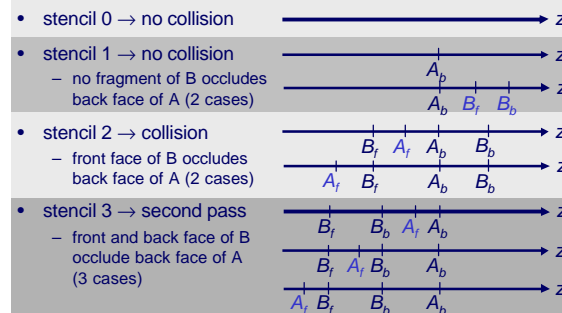 • stencil 0 → no collision
z
• stencil 1 → no collision
– no fragment of B occludes
back face of A (2 cases)
z
A_b
z
A_b B_f B_b
• stencil 2 → collision
– front face of B occludes
back face of A (2 cases)
z
B_f A_f A_b B_b
z
A_f B_f A_b B_b
• stencil 3 → second pass
– front and back face of B
occlude back face of A
(3 cases)
z
B_f B_b A_f A_b
z
B_f A_f B_b A_b
z
A_f B_f B_b A_b